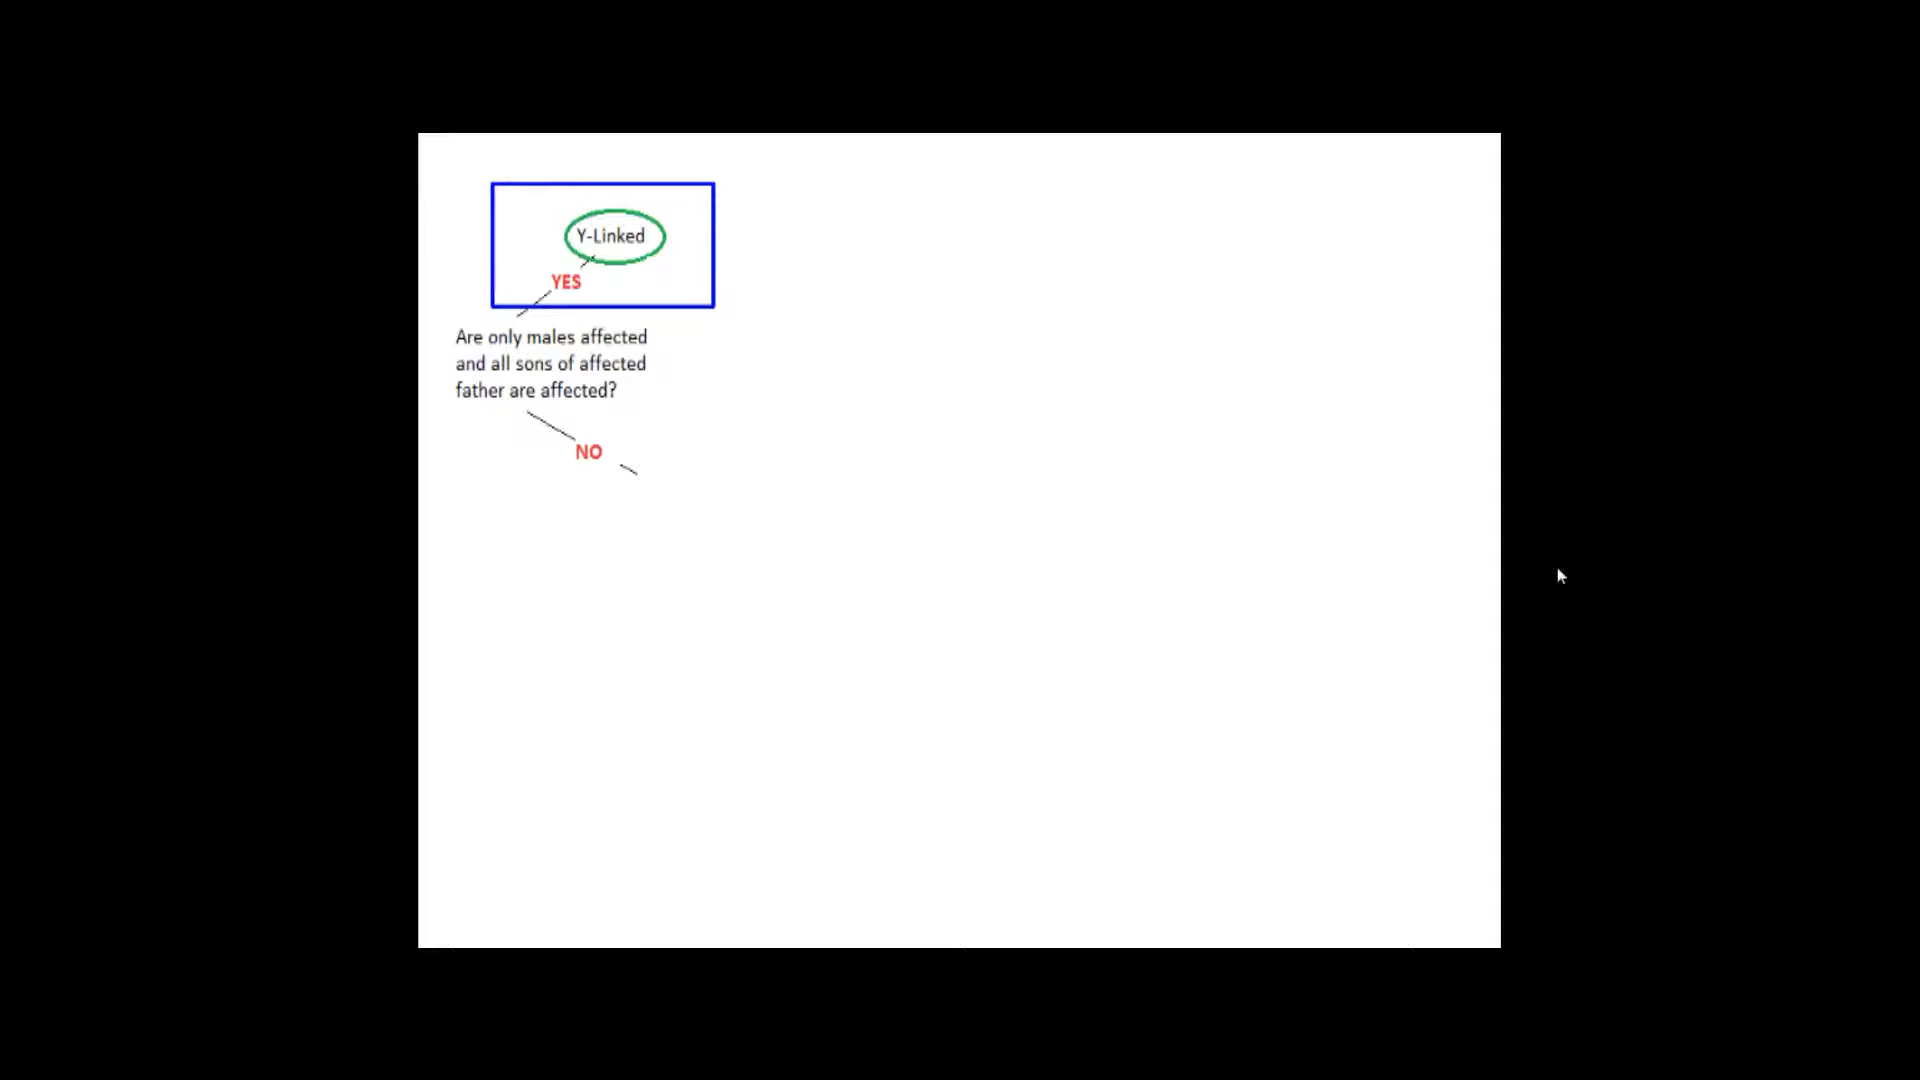 Y-Linked
YES
Are only males affected
and all sons of affected
father are affected?
NO